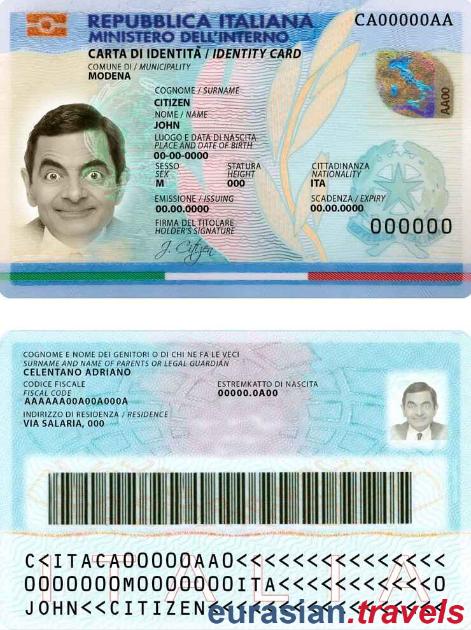 REPUBBLICA ITALIANA
CA00000AA
MINISTERO DELL'INTERNO
CARTA DI IDENTITÀ / IDENTITY CARD
COMUNE DI / MUNICIPALITY
MODENA
COGNOME / SURNAME
CITIZEN
NOME / NAME
JOHN
LUOGO E DATA DI NASCITA
PLACE AND DATE OF BIRTH
00-00-0000
SESSO STATURA CITTADINANZA
SEX HEIGHT NATIONALITY
M 000 ITA
EMISSIONE / ISSUING SCADENZA / EXPIRY
00.00.0000 00.00.0000
FIRMA DEL TITOLARE
HOLDER'S SIGNATURE
J. Citizen
000000
AA00
COGNOME E NOME DEI GENITORI O DI CHI NE FA LE VECI
SURNAME AND NAME OF PARENTS OR LEGAL GUARDIAN
CELENTANO ADRIANO
CODICE FISCALE ESTREMKATTO DI NASCITA
FISCAL CODE 00000.0A00
AAAAAA00A00A000A
INDIRIZZO DI RESIDENZA / RESIDENCE
VIA SALARIA, 000
ITALIA
C<ITACA00000AA0<<<<<<<<<<<<<<<
0000000M0000000ITA<<<<<<<<<<<0
JOHN<<CITIZEN<
eurasian.travels